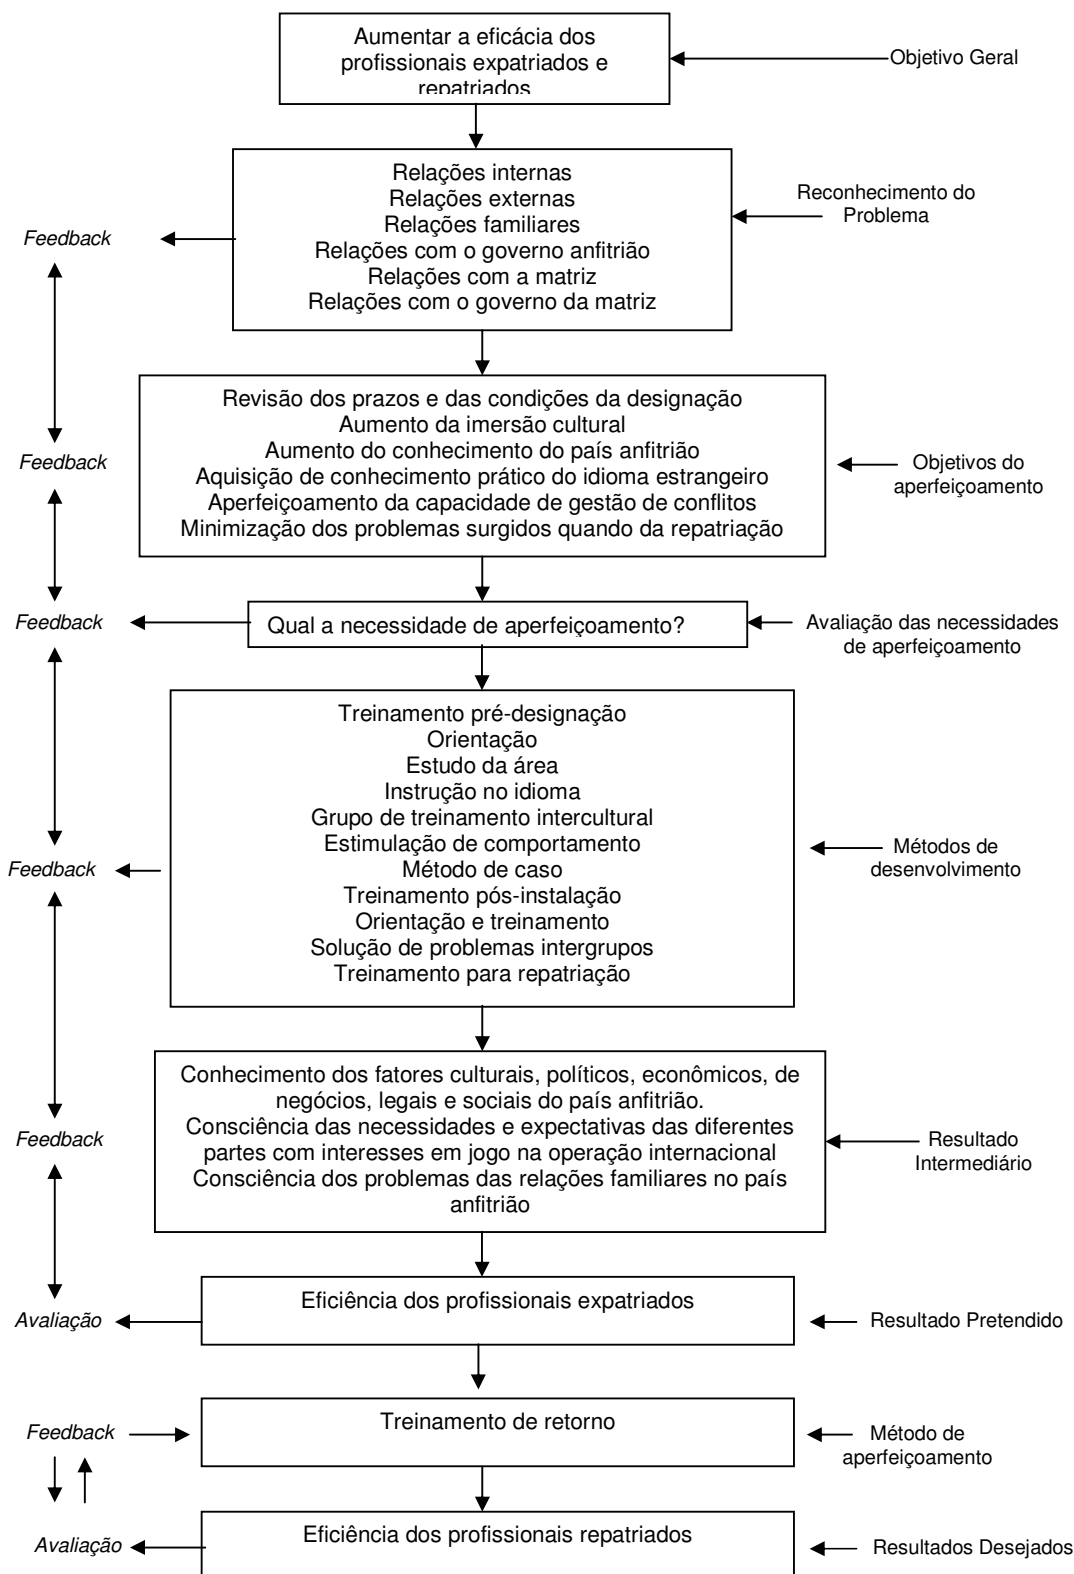 Aumentar a eficácia dos
profissionais expatriados e
repatriados
Objetivo Geral
Relações internas
Relações externas
Relações familiares
Relações com o governo anfitrião
Relações com a matriz
Relações com o governo da matriz
Reconhecimento do
Problema
Feedback
Revisão dos prazos e das condições da designação
Aumento da imersão cultural
Aumento do conhecimento do país anfitrião
Aquisição de conhecimento prático do idioma estrangeiro
Aperfeiçoamento da capacidade de gestão de conflitos
Minimização dos problemas surgidos quando da repatriação
Feedback
Objetivos do
aperfeiçoamento
Feedback
Qual a necessidade de aperfeiçoamento?
Avaliação das necessidades
de aperfeiçoamento
Treinamento pré-designação
Orientação
Estudo da área
Instrução no idioma
Grupo de treinamento intercultural
Estimulação de comportamento
Método de caso
Treinamento pós-instalação
Orientação e treinamento
Solução de problemas intergrupos
Treinamento para repatriação
Feedback
Métodos de
desenvolvimento
Conhecimento dos fatores culturais, políticos, econômicos, de
negócios, legais e sociais do país anfitrião.
Consciência das necessidades e expectativas das diferentes
partes com interesses em jogo na operação internacional
Consciência dos problemas das relações familiares no país
anfitrião
Feedback
Resultado
Intermediário
Eficiência dos profissionais expatriados
Avaliação
Resultado Pretendido
Treinamento de retorno
Feedback
Método de
aperfeiçoamento
Eficiência dos profissionais repatriados
Avaliação
Resultados Desejados